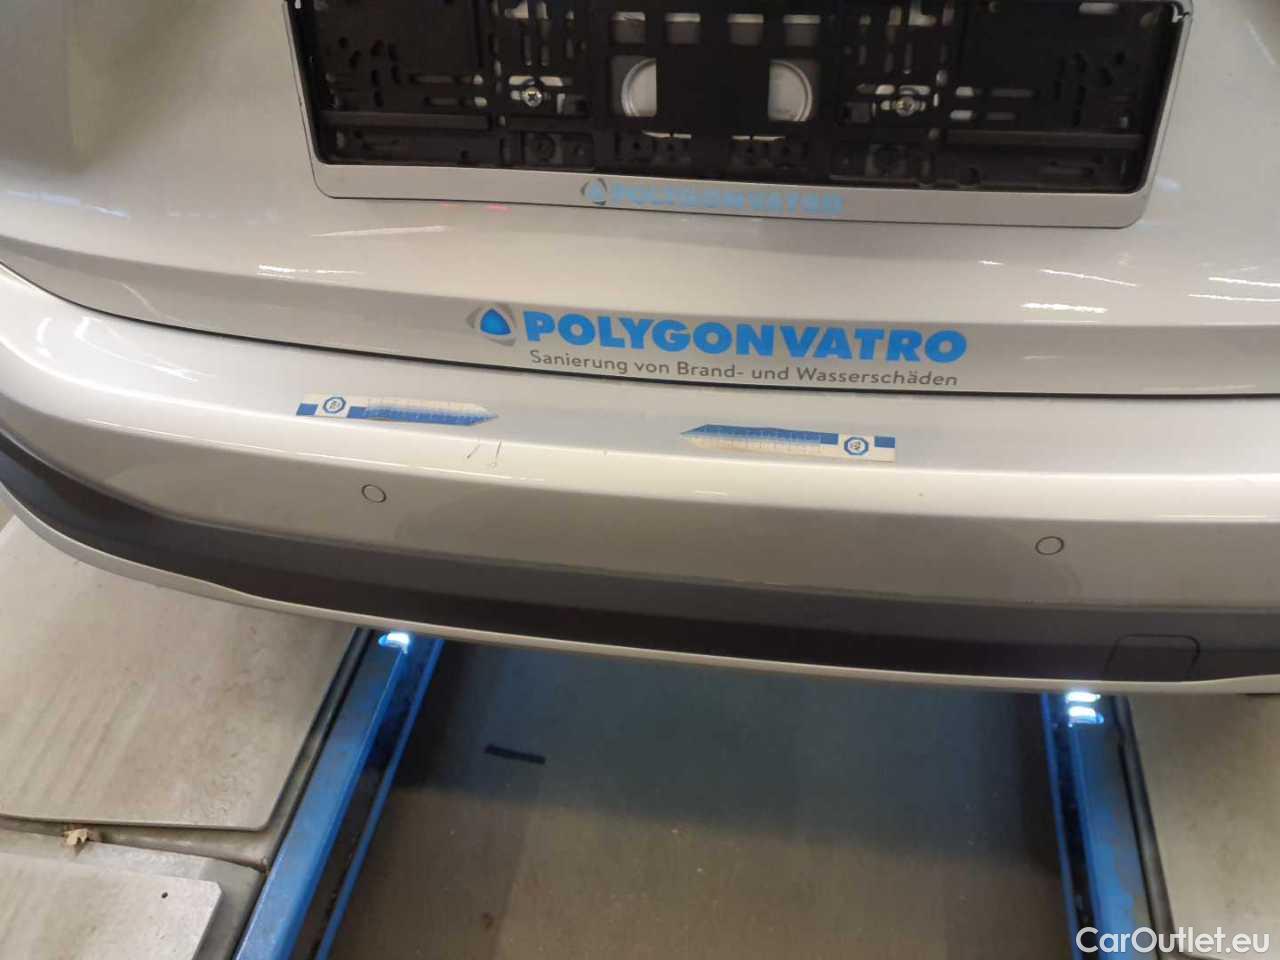 POLYGONVATRO
POLYGONVATRO
Sanierung von Brand- und Wasserschäden
CarOutlet.eu